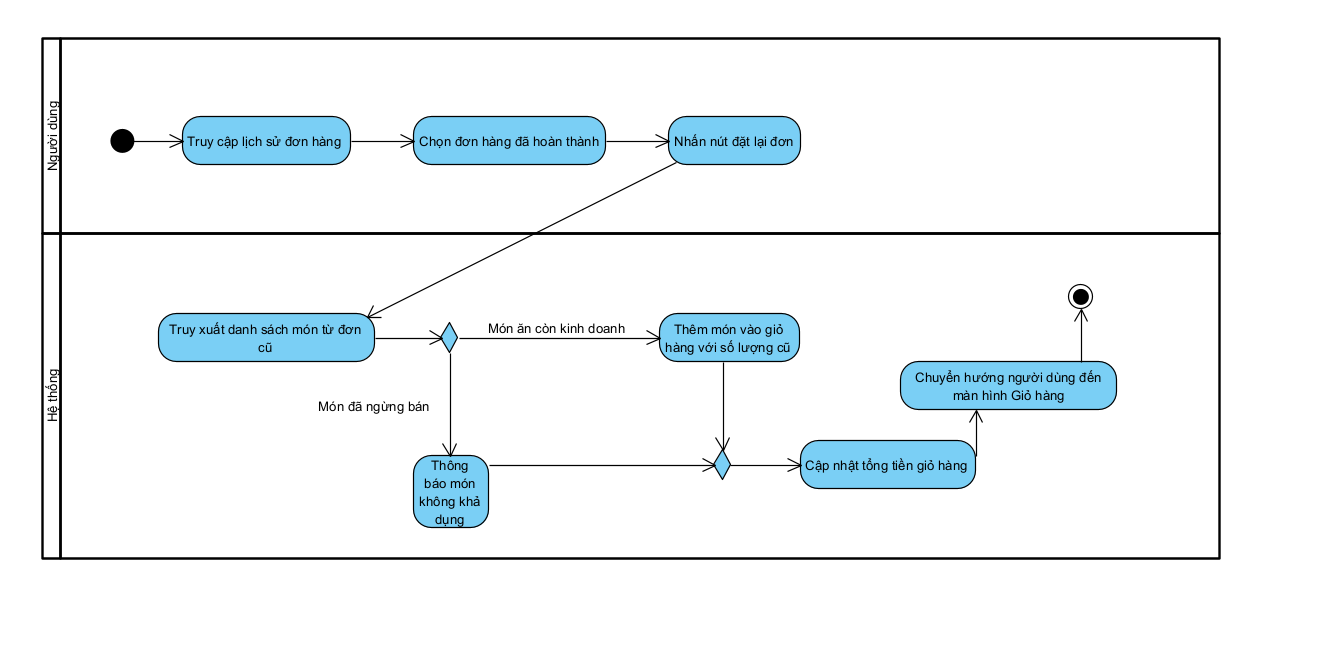 Người dùng
Truy cập lịch sử đơn hàng
Chọn đơn hàng đã hoàn thành
Nhấn nút đặt lại đơn
Hệ thống
Truy xuất danh sách món từ đơn
cũ
Món ăn còn kinh doanh
Thêm món vào giỏ
hàng với số lượng cũ
Món đã ngừng bán
Thông
báo món
không khả
dụng
Cập nhật tổng tiền giỏ hàng
Chuyển hướng người dùng đến
màn hình Giỏ hàng